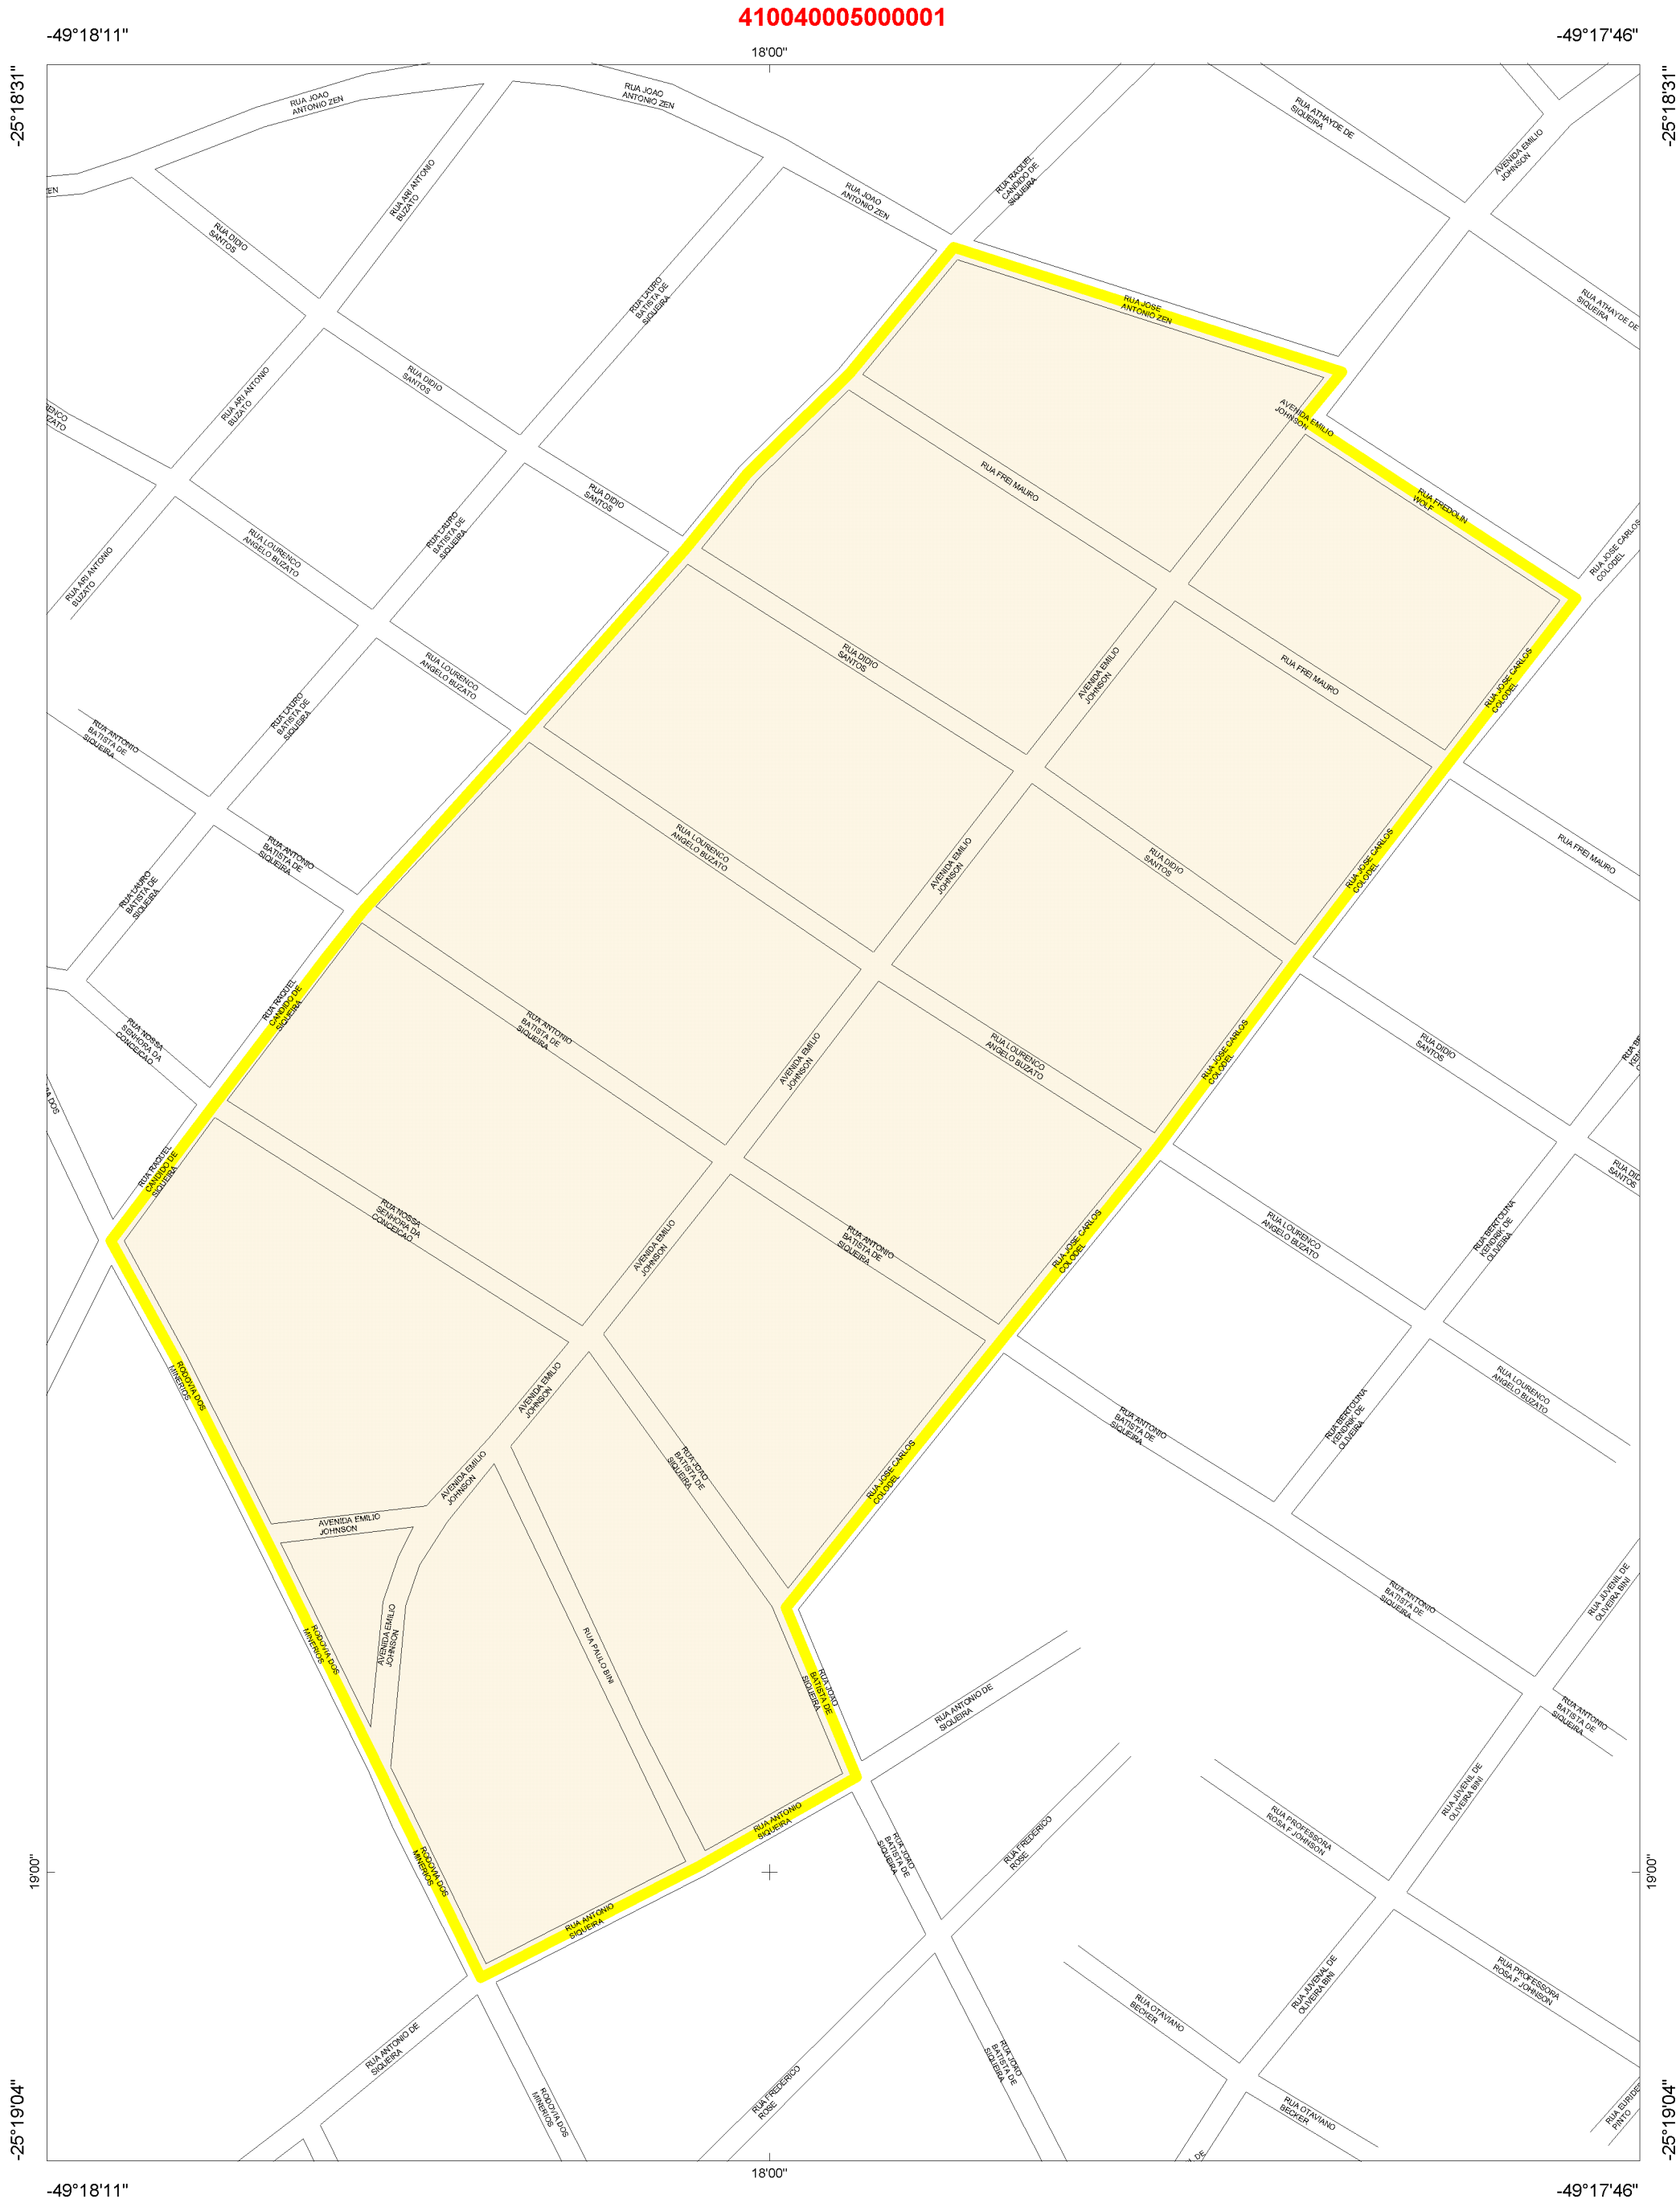 410040005000001
-49°18'11"
-49°17'46"
18'00"
-25°18'31"
-25°18'31"
RUA JOAO
ANTONIO ZEN
RUA JOAO
ANTONIO ZEN
RUA ATHAYDE DE
SIQUEIRA
AVENIDA EMILIO
JOHNSON
RUA ARI ANTONIO
BUZATO
RUA RAQUEL
CANDIDO DE
SIQUEIRA
ZEN
RUA JOAO
ANTONIO ZEN
RUA DIDIO
SANTOS
RUA LAURO
BATISTA DE
SIQUEIRA
RUA JOSE
ANTONIO ZEN
RUA ATHAYDE DE
SIQUEIRA
RUA DIDIO
SANTOS
RUA ARI ANTONIO
BUZATO
AVENIDA EMILIO
JOHNSON
RUA FREI MAURO
RUA DIDIO
SANTOS
RUA FREDOLIN
WOLF
RUA LAURO
BATISTA DE
SIQUEIRA
RUA LOURENCO
ANGELO BUZATO
RUA JOSE CARLOS
COLODEL
RUA ARI ANTONIO
BUZATO
RUA DIDIO
SANTOS
RUA LOURENCO
ANGELO BUZATO
AVENIDA EMILIO
JOHNSON
RUA FREI MAURO
RUA JOSE CARLOS
COLODEL
RUA LAURO
BATISTA DE
SIQUEIRA
RUA ANTONIO
BATISTA DE
SIQUEIRA
RUA LOURENCO
ANGELO BUZATO
AVENIDA EMILIO
JOHNSON
RUA DIDIO
SANTOS
RUA JOSE CARLOS
COLODEL
RUA FREI MAURO
RUA ANTONIO
BATISTA DE
SIQUEIRA
RUA LAURO
BATISTA DE
SIQUEIRA
RUA RAQUEL
CANDIDO DE
SIQUEIRA
RUA NOSSA
SENHORA DA
CONCEICAO
RUA ANTONIO
BATISTA DE
SIQUEIRA
AVENIDA EMILIO
JOHNSON
RUA LOURENCO
ANGELO BUZATO
RUA JOSE CARLOS
COLODEL
RUA DIDIO
SANTOS
RUA RAQUEL
CANDIDO DE
SIQUEIRA
RUA NOSSA
SENHORA DA
CONCEICAO
AVENIDA EMILIO
JOHNSON
RUA ANTONIO
BATISTA DE
SIQUEIRA
RUA JOSE CARLOS
COLODEL
RUA LOURENCO
ANGELO BUZATO
RUA BERTOLINA
KENDRIK DE
OLIVEIRA
RUA DID
SANTOS
RODOVIA DOS
MINERIOS
AVENIDA EMILIO
JOHNSON
RUA ANTONIO
BATISTA DE
SIQUEIRA
RUA BERTOLINA
KENDRIK DE
OLIVEIRA
RUA LOURENCO
ANGELO BUZATO
AVENIDA EMILIO
JOHNSON
RUA JOAO
BATISTA DE
SIQUEIRA
RUA JOSE CARLOS
COLODEL
AVENIDA EMILIO
JOHNSON
RUA ANTONIO
BATISTA DE
SIQUEIRA
RUA JUVENIL DE
OLIVEIRA BINI
RODOVIA DOS
MINERIOS
AVENIDA EMILIO
JOHNSON
RUA PAULO BINI
RUA JOAO
BATISTA DE
SIQUEIRA
RUA ANTONIO DE
SIQUEIRA
RUA ANTONIO
BATISTA DE
SIQUEIRA
RUA JUVENIL DE
OLIVEIRA BINI
RODOVIA DOS
MINERIOS
RUA ANTONIO
SIQUEIRA
RUA JOAO
BATISTA DE
SIQUEIRA
RUA FREDERICO
ROSE
RUA PROFESSORA
ROSA F JOHNSON
19'00"
19'00"
RUA ANTONIO
SIQUEIRA
RUA JUVENAL DE
OLIVEIRA BINI
RUA PROFESSORA
ROSA F JOHNSON
RUA ANTONIO DE
SIQUEIRA
RODOVIA DOS
MINERIOS
RUA FREDERICO
ROSE
RUA JOAO
BATISTA DE
SIQUEIRA
RUA OTAVIANO
BECKER
RUA OTAVIANO
BECKER
RUA EURIDE
PINTO
-25°19'04"
-25°19'04"
18'00"
-49°18'11"
-49°17'46"